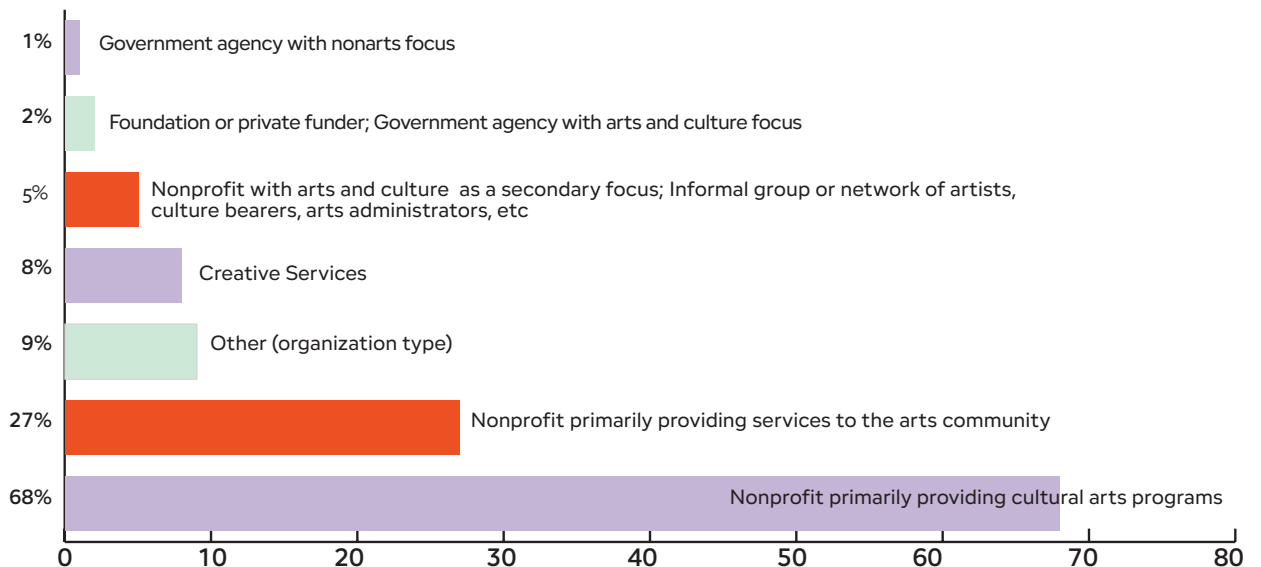 1% Government agency with nonarts focus
2% Foundation or private funder; Government agency with arts and culture focus
5% Nonprofit with arts and culture  as a secondary focus; Informal group or network of artists,
culture bearers, arts administrators, etc
8% Creative Services
9% Other (organization type)
27% Nonprofit primarily providing services to the arts community
68% Nonprofit primarily providing cultural arts programs
0 10 20 30 40 50 60 70 80